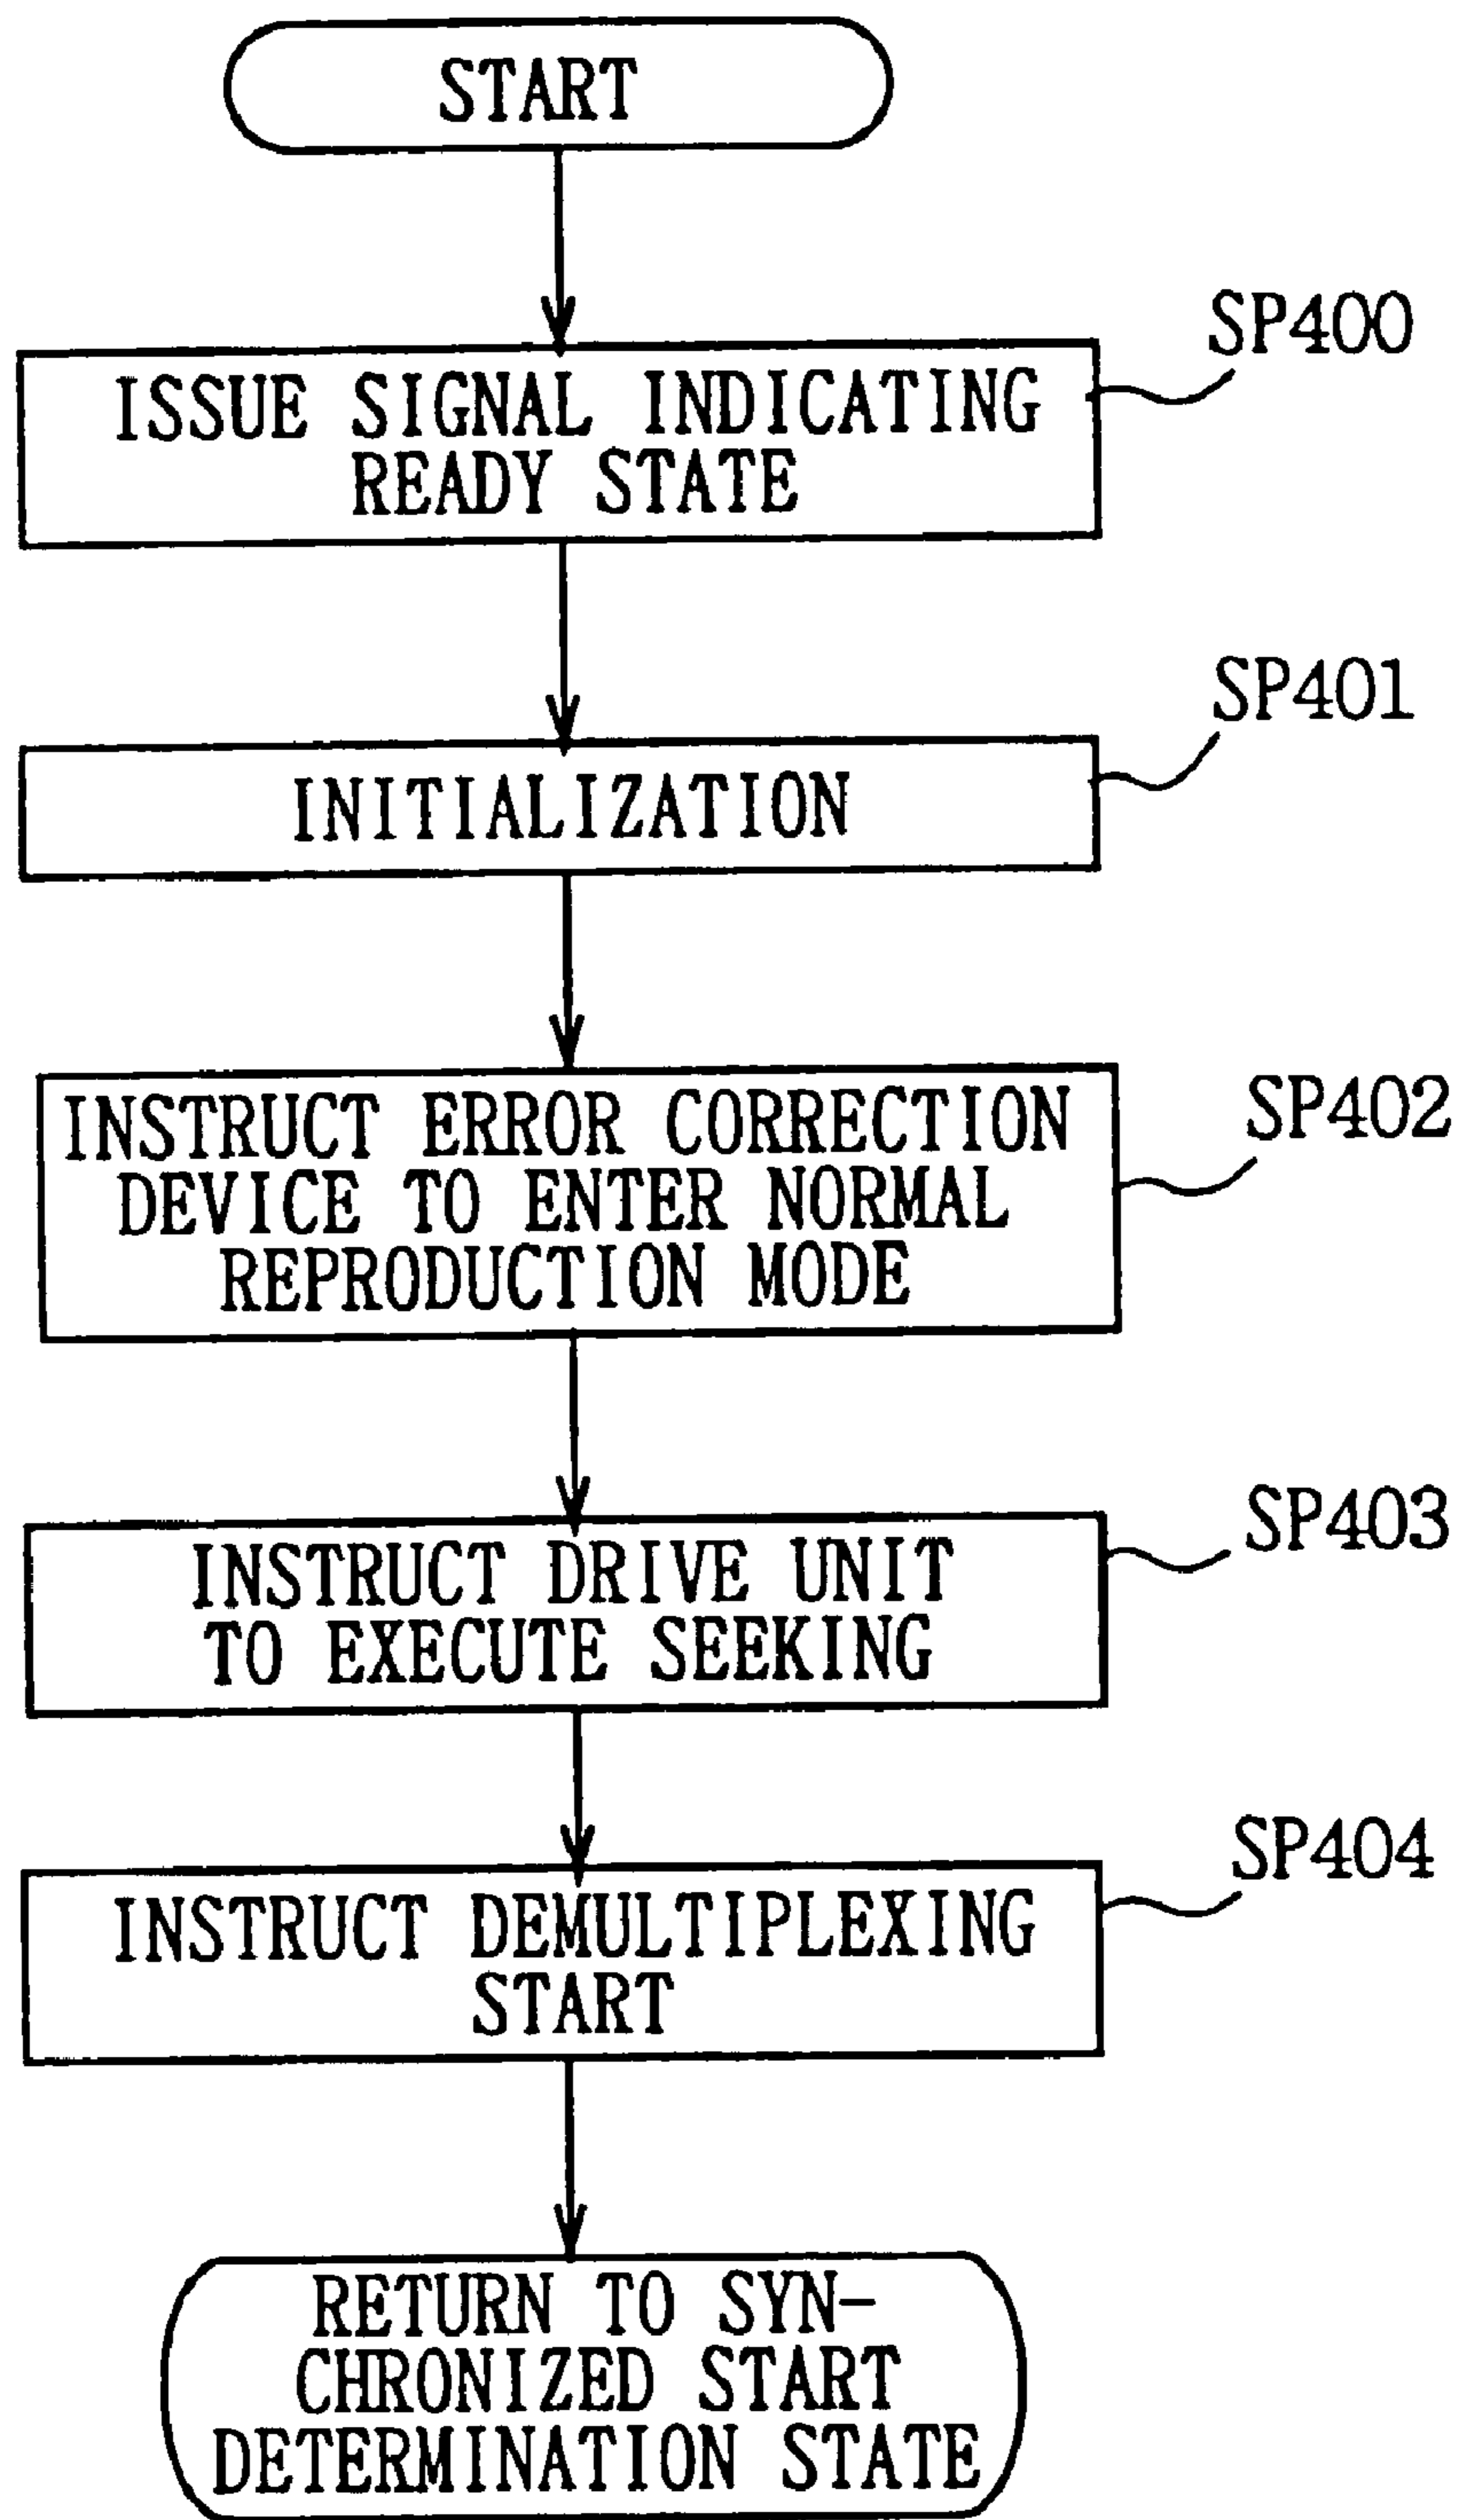 START
SP400
ISSUE SIGNAL INDICATING
READY STATE
SP401
INITIALIZATION
SP402
INSTRUCT ERROR CORRECTION
DEVICE TO ENTER NORMAL
REPRODUCTION MODE
SP403
INSTRUCT DRIVE UNIT
TO EXECUTE SEEKING
SP404
INSTRUCT DEMULTIPLEXING
START
RETURN TO SYN-
CHRONIZED START
DETERMINATION STATE